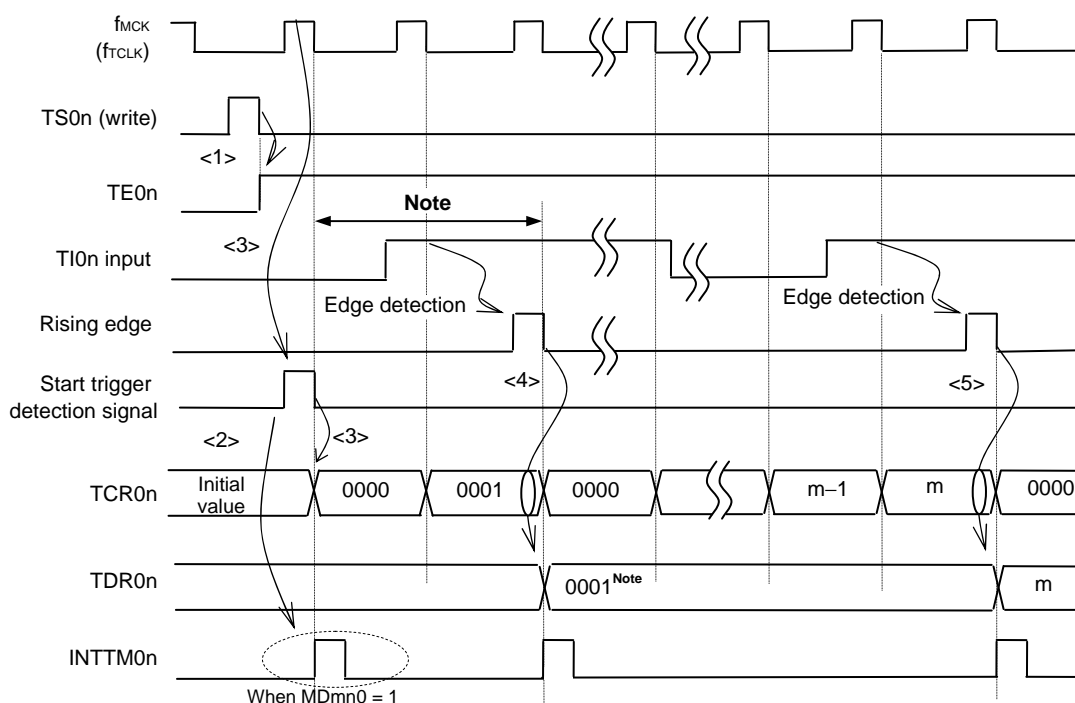 fMCK
(fTCLK)
TS0n (write)
<1>
TE0n
Note
<3>
TI0n input
Edge detection
Edge detection
Rising edge
<4>
<5>
Start trigger
detection signal
<2>
<3>
TCR0n
Initial
value
0000
0001
0000
m−1
m
0000
TDR0n
0001Note
m
INTTM0n
When MDmn0 = 1